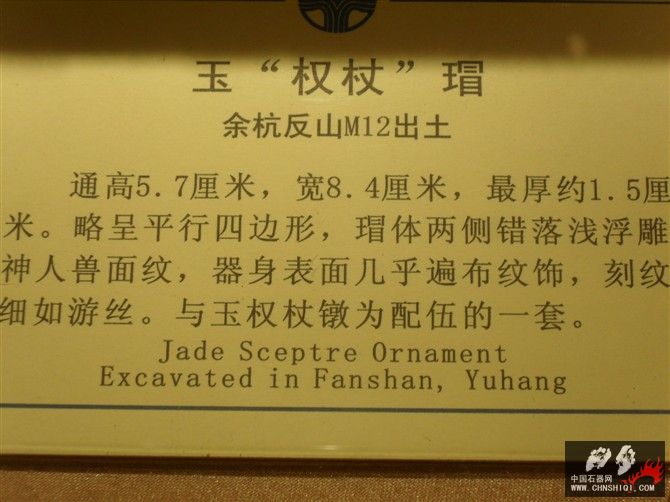 玉“权杖”瑁
余杭反山M12出土
通高5.7厘米，宽8.4厘米，最厚约1.5厘
米。略呈平行四边形，瑁体两侧错落浅浮雕
神人兽面纹，器身表面几乎遍布纹饰，刻纹
细如游丝。与玉权杖镦为配伍的一套。
Jade Sceptre Ornament
Excavated in Fanshan, Yuhang
中国石器网
WWW.CHNSHIQI.COM